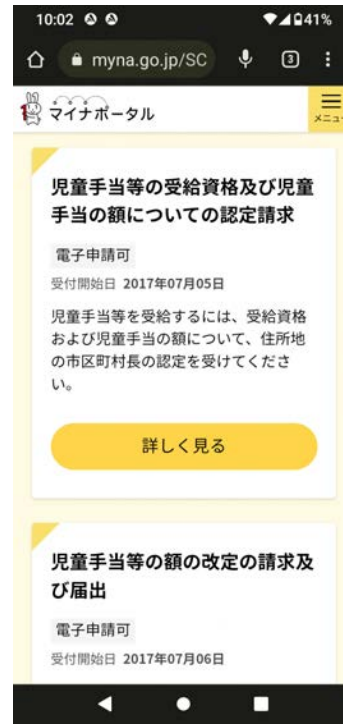 10:02
41%
myna.go.jp/SC
3
マイナポータル
メニュー
児童手当等の受給資格及び児童
手当の額についての認定請求
電子申請可
受付開始日 2017年07月05日
児童手当等を受給するには、受給資格
および児童手当の額について、住所地
の市区町村長の認定を受けてくださ
い。
詳しく見る
児童手当等の額の改定の請求及
び届出
電子申請可
受付開始日 2017年07月06日